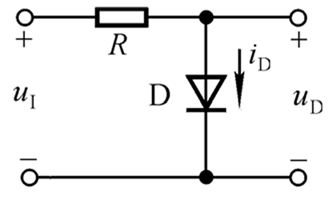 + R +
i_D
u_I D u_D
− −